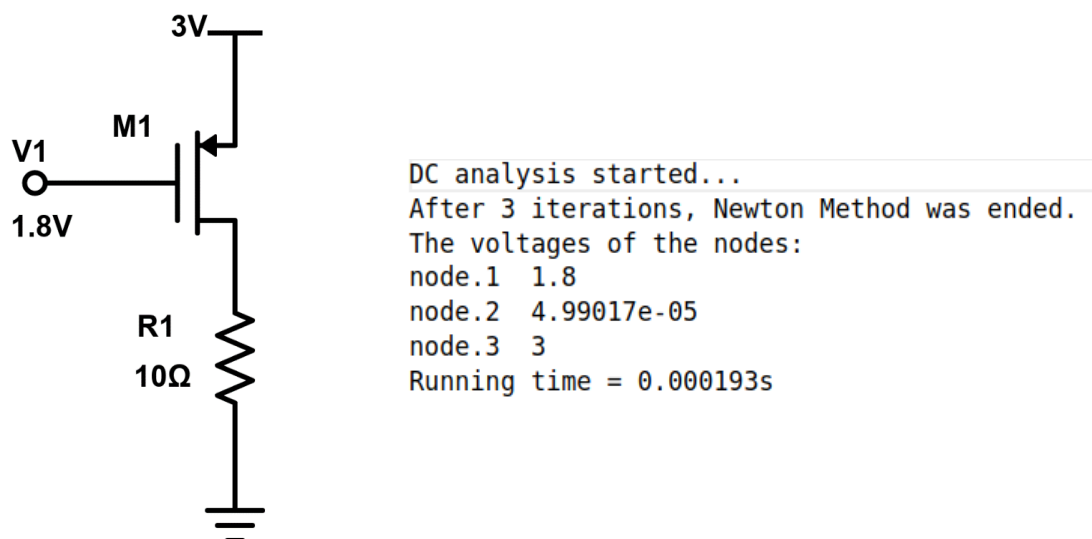 3V
M1
V1
1.8V
R1
10Ω
DC analysis started...
After 3 iterations, Newton Method was ended.
The voltages of the nodes:
node.1  1.8
node.2  4.99017e-05
node.3  3
Running time = 0.000193s